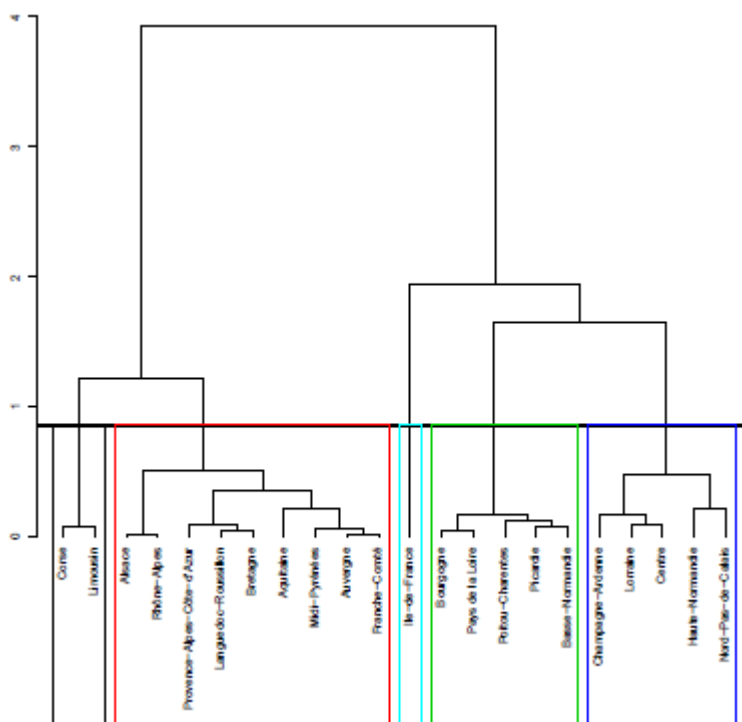 4
3
2
1
0
Corse
Limousin
Alsace
Rhône-Alpes
Provence-Alpes-Côte-d'Azur
Languedoc-Roussillon
Bretagne
Aquitaine
Midi-Pyrénées
Auvergne
Franche-Comté
Ile-de-France
Bourgogne
Pays de la Loire
Poitou-Charentes
Picardie
Basse-Normandie
Champagne-Ardenne
Lorraine
Centre
Haute-Normandie
Nord-Pas-de-Calais